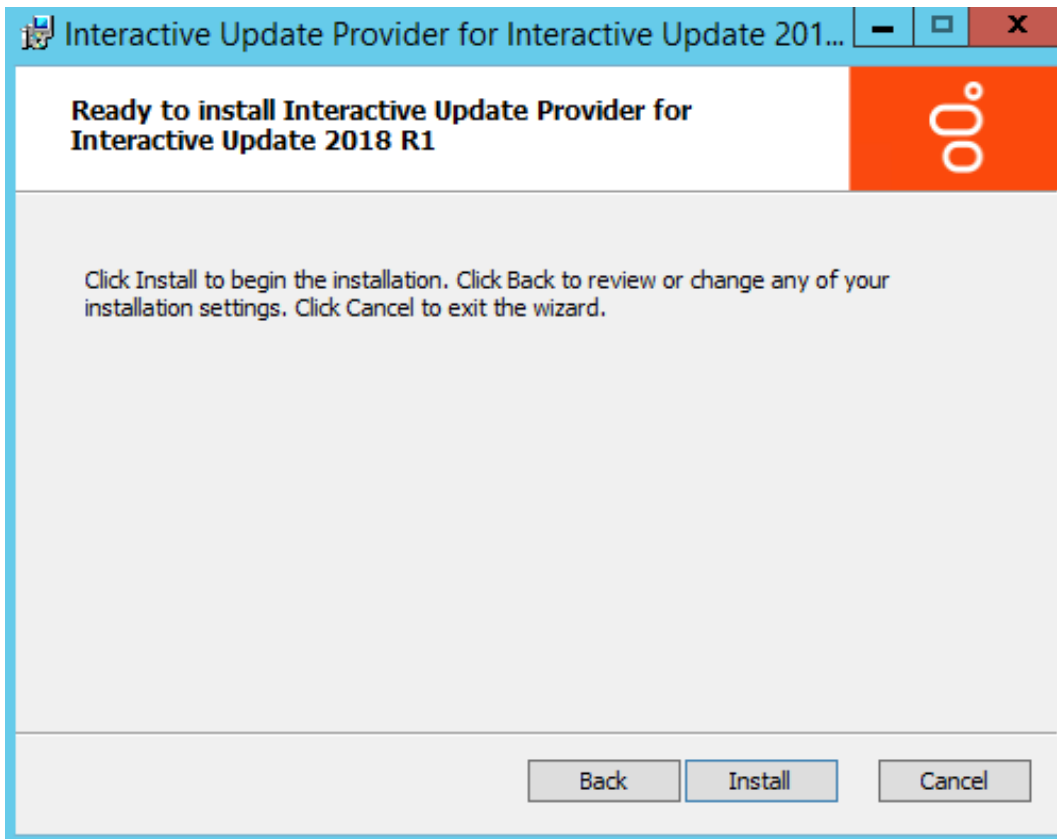 Interactive Update Provider for Interactive Update 201...
Ready to install Interactive Update Provider for
Interactive Update 2018 R1
Click Install to begin the installation. Click Back to review or change any of your
installation settings. Click Cancel to exit the wizard.
Back Install Cancel